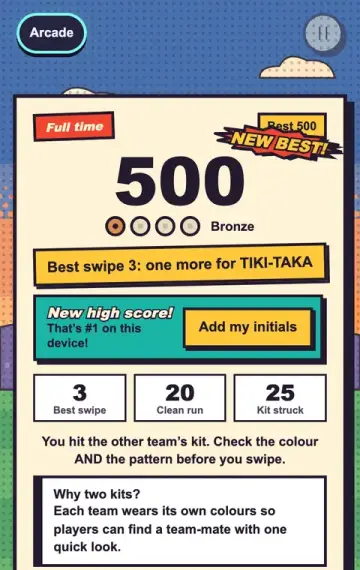 Arcade
Full time
Best 500
NEW BEST!
500
Bronze
Best swipe 3: one more for TIKI-TAKA
New high score!
That's #1 on this
device!
Add my initials
3
Best swipe
20
Clean run
25
Kit struck
You hit the other team's kit. Check the colour
AND the pattern before you swipe.
Why two kits?
Each team wears its own colours so
players can find a team-mate with one
quick look.